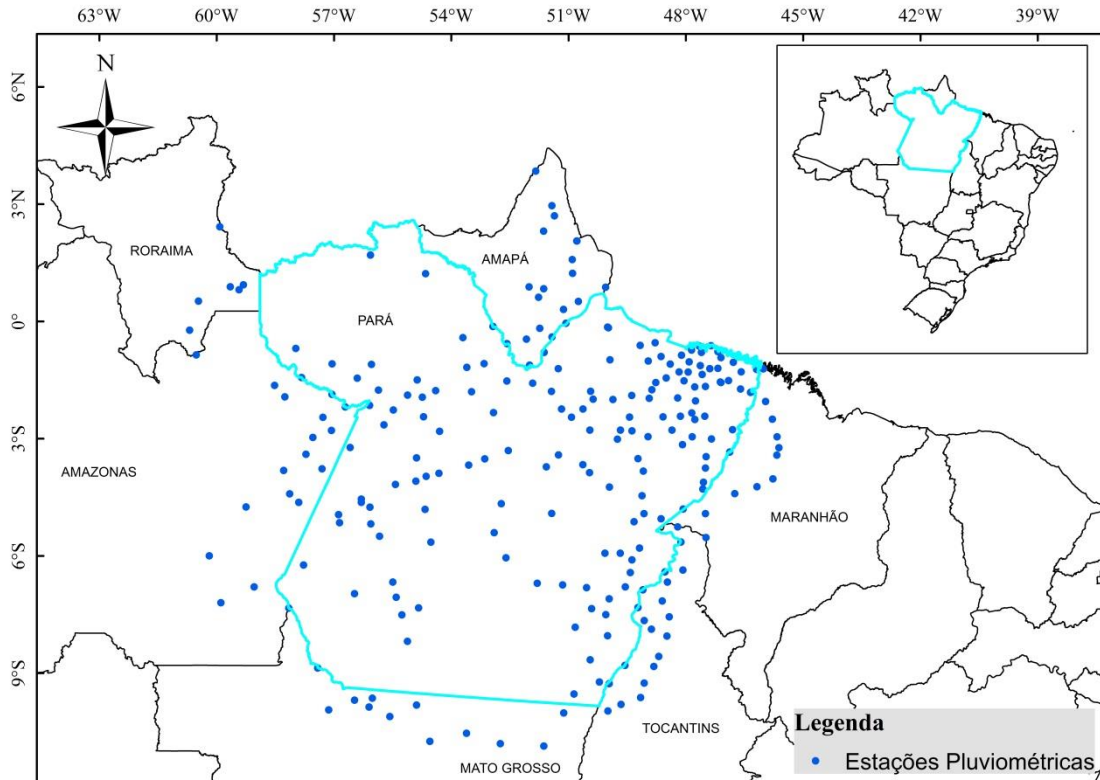 63°W 60°W 57°W 54°W 51°W 48°W 45°W 42°W 39°W
6°N
N
3°N
RORAIMA
AMAPÁ
0°
PARÁ
3°S
AMAZONAS
MARANHÃO
6°S
9°S
TOCANTINS
Legenda
Estações Pluviométricas
MATO GROSSO